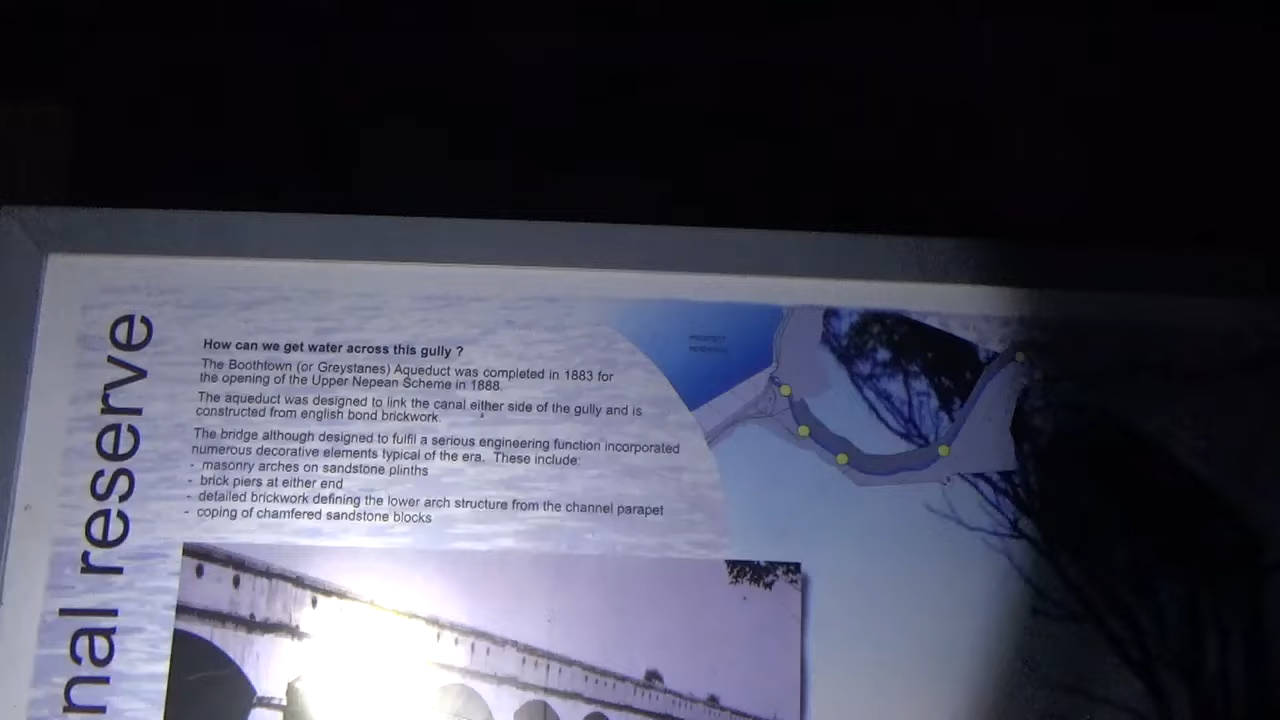 How can we get water across this gully ?
The Boothtown (or Greystanes) Aqueduct was completed in 1883 for
the opening of the Upper Nepean Scheme in 1888.
The aqueduct was designed to link the canal either side of the gully and is
constructed from english bond brickwork.
The bridge although designed to fulfil a serious engineering function incorporated
numerous decorative elements typical of the era. These include:
- masonry arches on sandstone plinths
- brick piers at either end
- detailed brickwork defining the lower arch structure from the channel parapet
- coping of chamfered sandstone blocks
nal reserve